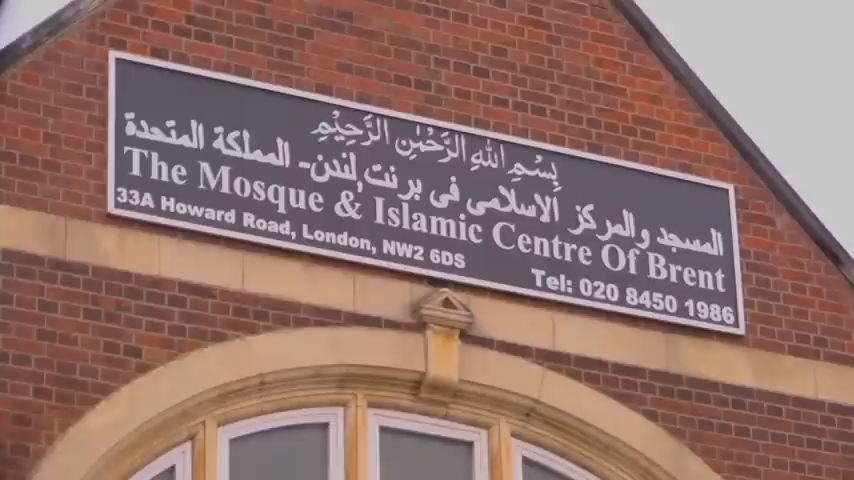 بِسْمِ اللهِ الرَّحْمٰنِ الرَّحِيْمِ
المسجد والمركز الاسلامى فى برنت,لندن- المملكة المتحدة
The Mosque & Islamic Centre Of Brent
33A Howard Road, London, NW2 6DS
Tel: 020 8450 1986